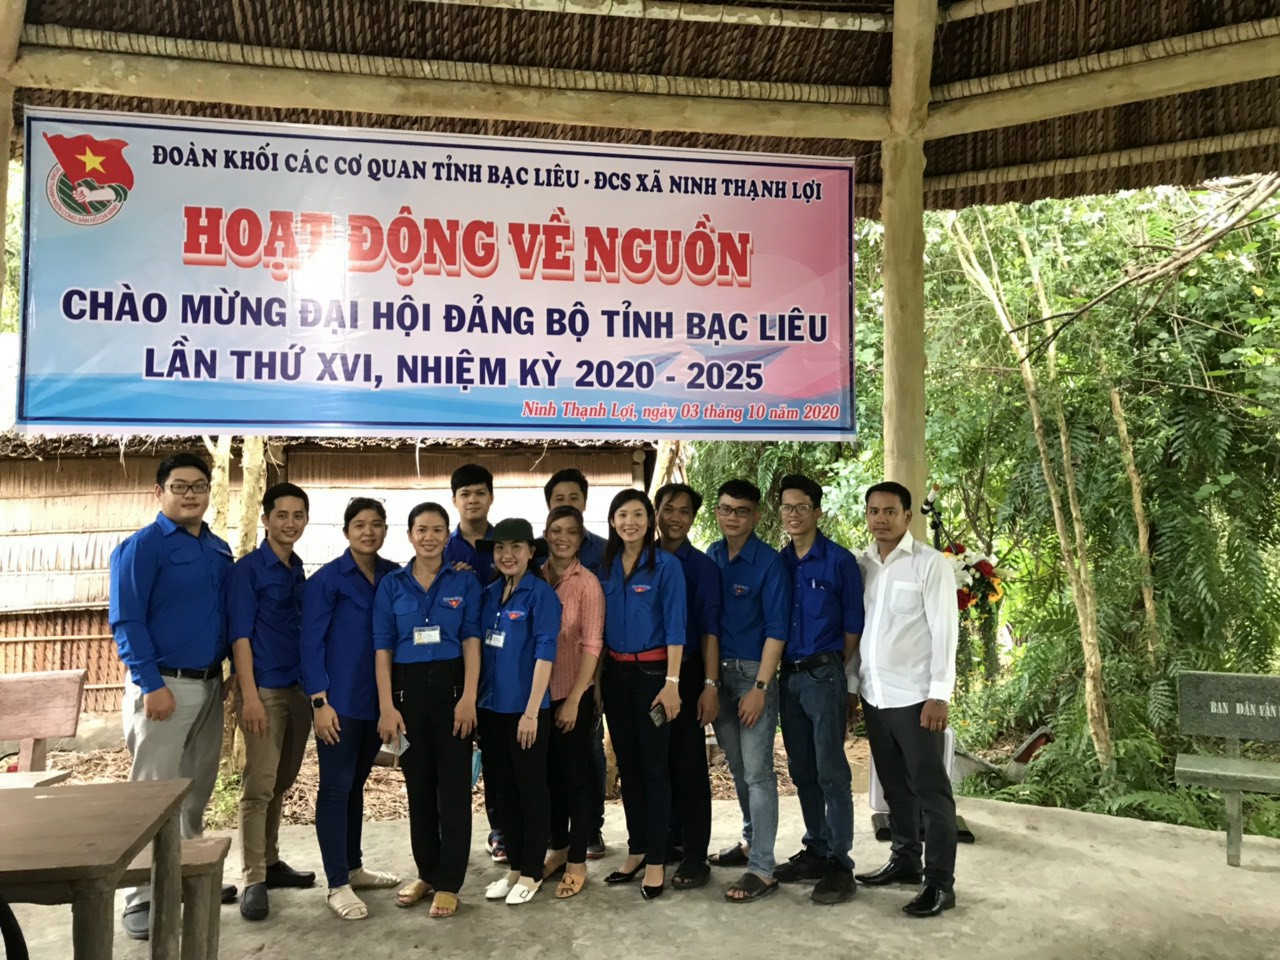 ĐOÀN KHỐI CÁC CƠ QUAN TỈNH BẠC LIÊU - ĐCS XÃ NINH THẠNH LỢI
HOẠT ĐỘNG VỀ NGUỒN
CHÀO MỪNG ĐẠI HỘI ĐẢNG BỘ TỈNH BẠC LIÊU
LẦN THỨ XVI, NHIỆM KỲ 2020 - 2025
Ninh Thạnh Lợi, ngày 03 tháng 10 năm 2020
BAN DÂN VẬN